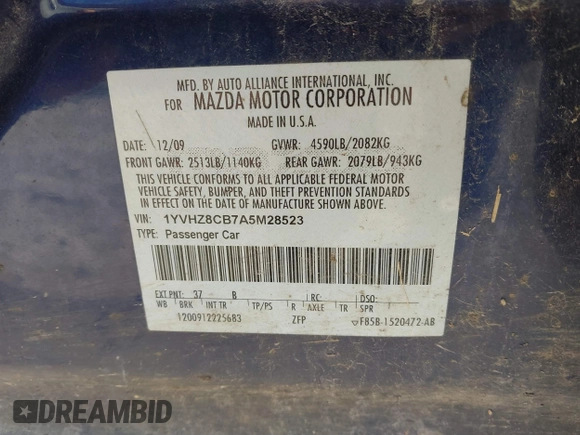 MFD. BY AUTO ALLIANCE INTERNATIONAL, INC.
FOR MAZDA MOTOR CORPORATION
MADE IN U.S.A.
DATE: 12/09 GVWR: 4590LB/2082KG
FRONT GAWR: 2513LB/1140KG REAR GAWR: 2079LB/943KG
THIS VEHICLE CONFORMS TO ALL APPLICABLE FEDERAL MOTOR
VEHICLE SAFETY, BUMPER, AND THEFT PREVENTION STANDARDS
IN EFFECT ON THE DATE OF MANUFACTURE SHOWN ABOVE.
VIN: 1YVHZ8CB7A5M28523
TYPE: Passenger Car
EXT PNT: 37 B RC: DSO:
WB BRK INT TR TP/PS R AXLE TR SPR
1200912225683 ZFP F85B-1520472-AB
DREAMBID